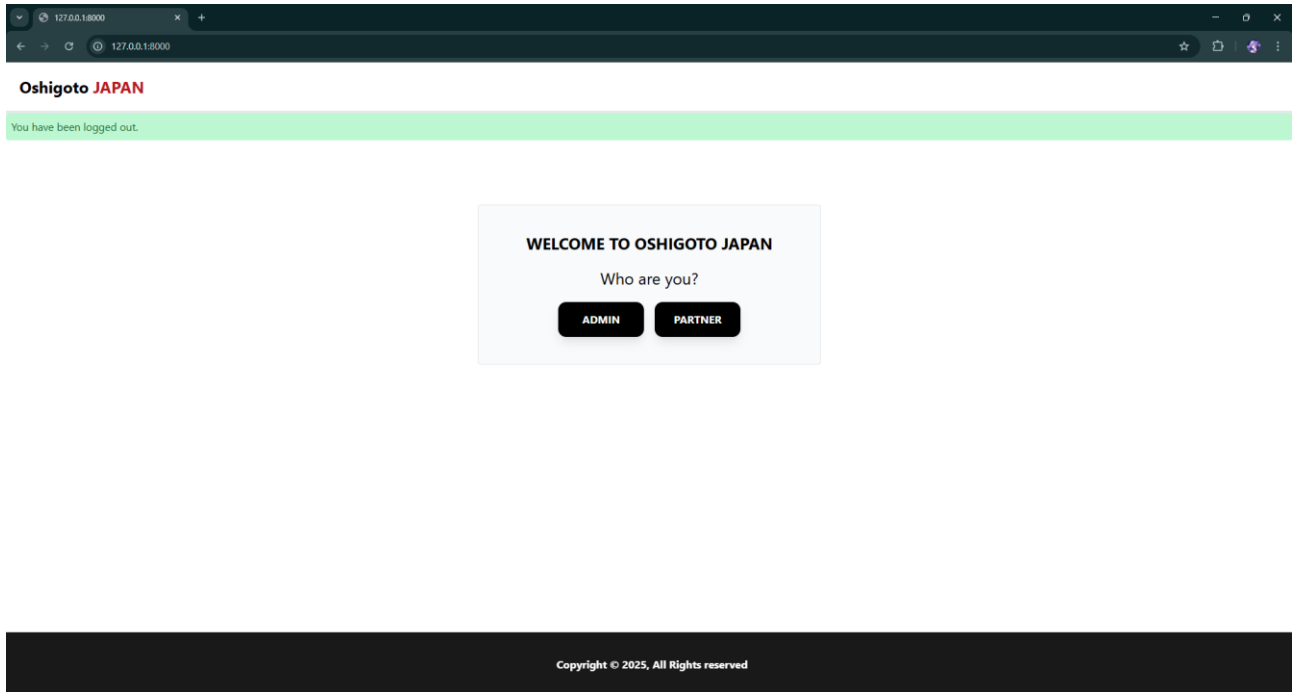 127.0.0.1:8000
127.0.0.1:8000
Oshigoto JAPAN
You have been logged out.
WELCOME TO OSHIGOTO JAPAN
Who are you?
ADMIN PARTNER
Copyright © 2025, All Rights reserved